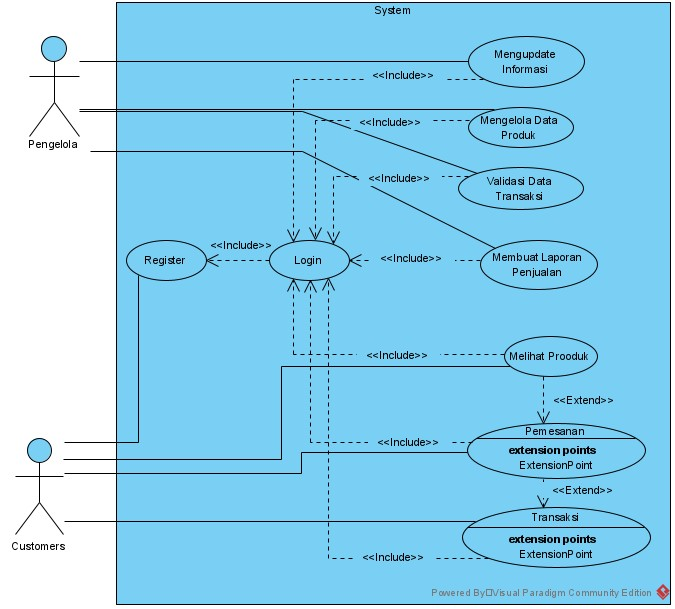 System
Mengupdate
Informasi
<<Include>>
Pengelola
Mengelola Data
Produk
<<Include>>
Validasi Data
Transaksi
<<Include>>
Register
<<Include>>
Login
<<Include>>
Membuat Laporan
Penjualan
<<Include>>
Melihat Prooduk
<<Extend>>
Pemesanan
<<Include>>
extension points
ExtensionPoint
<<Extend>>
Customers
Transaksi
extension points
ExtensionPoint
<<Include>>
Powered By Visual Paradigm Community Edition